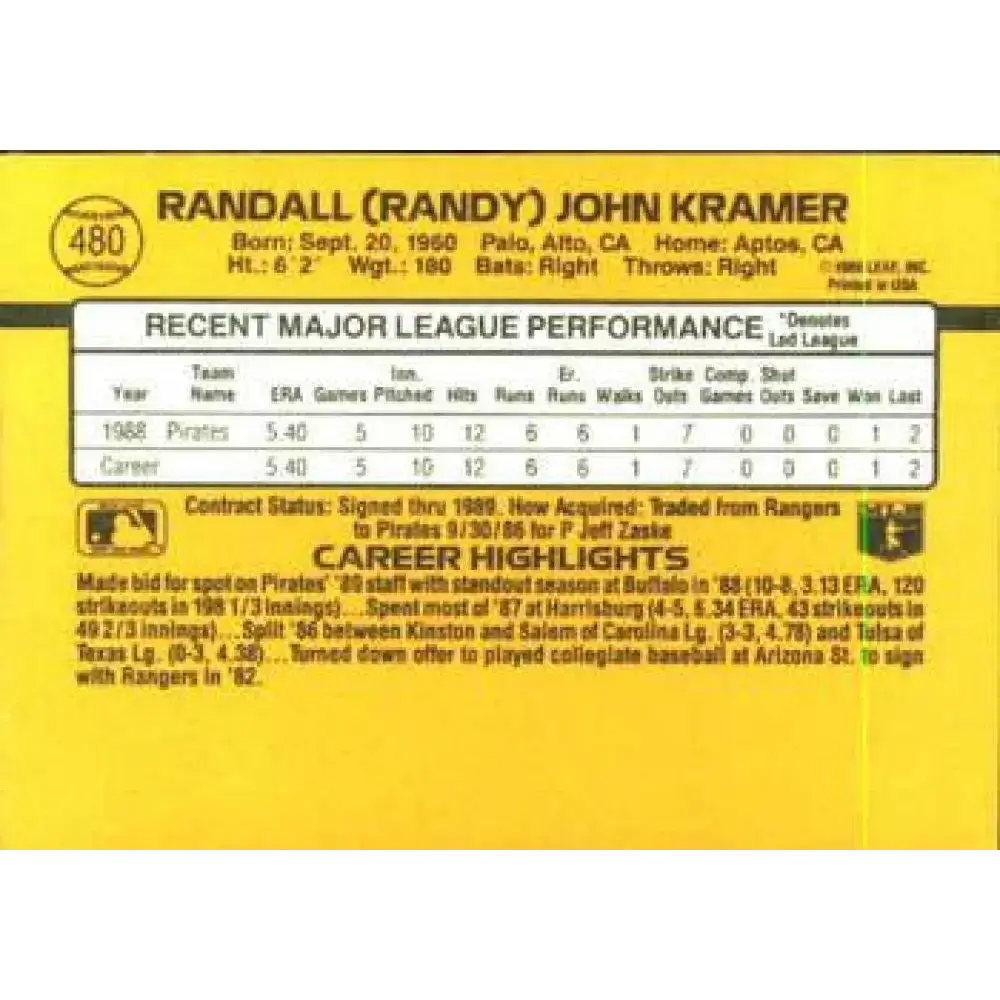 480
RANDALL (RANDY) JOHN KRAMER
Born: Sept. 20, 1960 Palo, Alto, CA Home: Aptos, CA
Ht.: 6'2" Wgt.: 180 Bats: Right Throws: Right
© 1989 LEAF, INC.
Printed in USA
RECENT MAJOR LEAGUE PERFORMANCE *Denotes Led League
Year Team Name ERA Games Inn. Pitched Hits Runs Er. Runs Walks Strike Outs Comp. Games Shut Outs Save Won Lost
1988 Pirates 5.40 5 10 12 6 6 1 7 0 0 0 1 2
Career 5.40 5 10 12 6 6 1 7 0 0 0 1 2
Contract Status: Signed thru 1989. How Acquired: Traded from Rangers
to Pirates 9/30/86 for P Jeff Zaske
CAREER HIGHLIGHTS
Made bid for spot on Pirates' '89 staff with standout season at Buffalo in '88 (10-8, 3.13 ERA, 120
strikeouts in 198 1/3 innings)...Spent most of '87 at Harrisburg (4-5, 6.34 ERA, 43 strikeouts in
49 2/3 innings)...Split '86 between Kinston and Salem of Carolina Lg. (3-3, 4.78) and Tulsa of
Texas Lg. (0-3, 4.38)...Turned down offer to played collegiate baseball at Arizona St. to sign
with Rangers in '82.